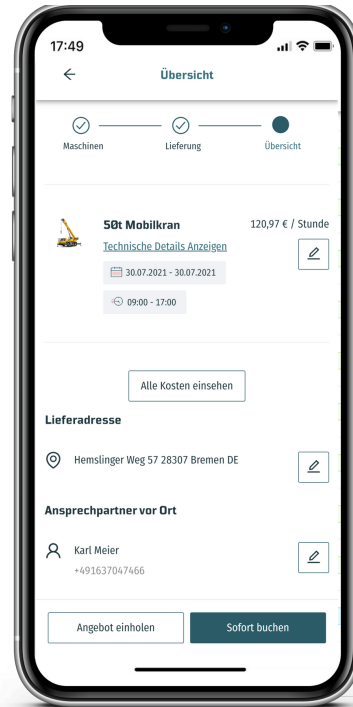 17:49
Übersicht
Maschinen
Lieferung
Übersicht
50t Mobilkran
120,97 € / Stunde
Technische Details Anzeigen
30.07.2021 - 30.07.2021
09:00 - 17:00
Alle Kosten einsehen
Lieferadresse
Hemslinger Weg 57 28307 Bremen DE
Ansprechpartner vor Ort
Karl Meier
+491637047466
Angebot einholen
Sofort buchen